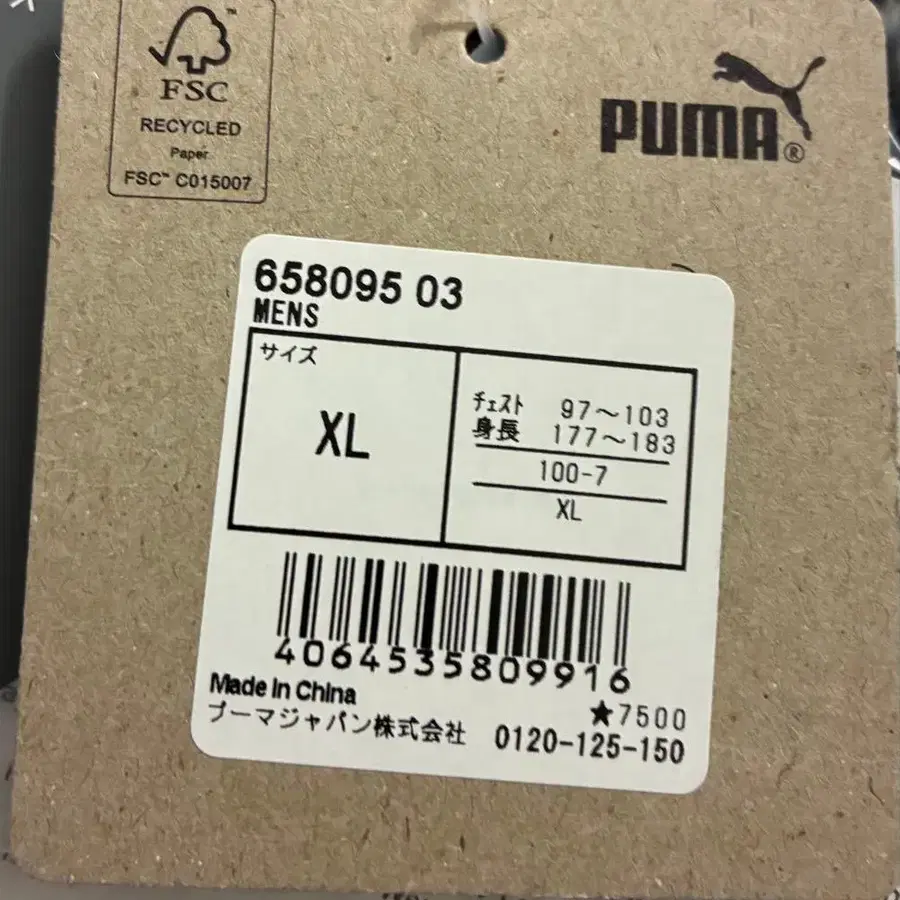 FSC™
RECYCLED
Paper
FSC™ C015007
PUMA®
658095 03
MENS
サイズ
XL
チェスト 97〜103
身長 177〜183
100-7
XL
4064535809916
Made in China
★7500
プーマジャパン株式会社 0120-125-150